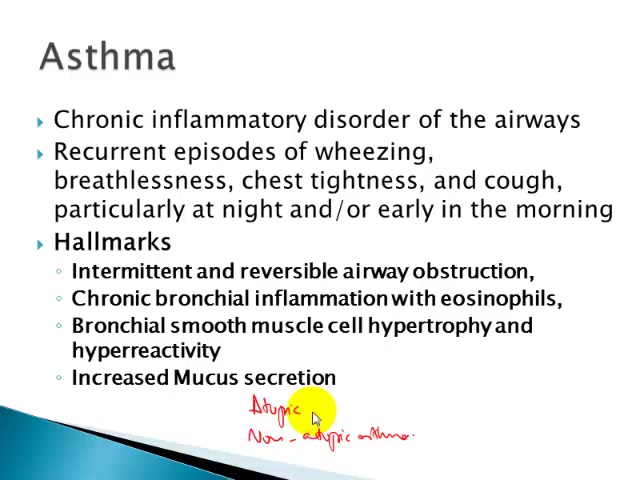 Asthma
Chronic inflammatory disorder of the airways
Recurrent episodes of wheezing,
breathlessness, chest tightness, and cough,
particularly at night and/or early in the morning
Hallmarks
Intermittent and reversible airway obstruction,
Chronic bronchial inflammation with eosinophils,
Bronchial smooth muscle cell hypertrophy and
hyperreactivity
Increased Mucus secretion
Atopic
Non - atopic asthma.